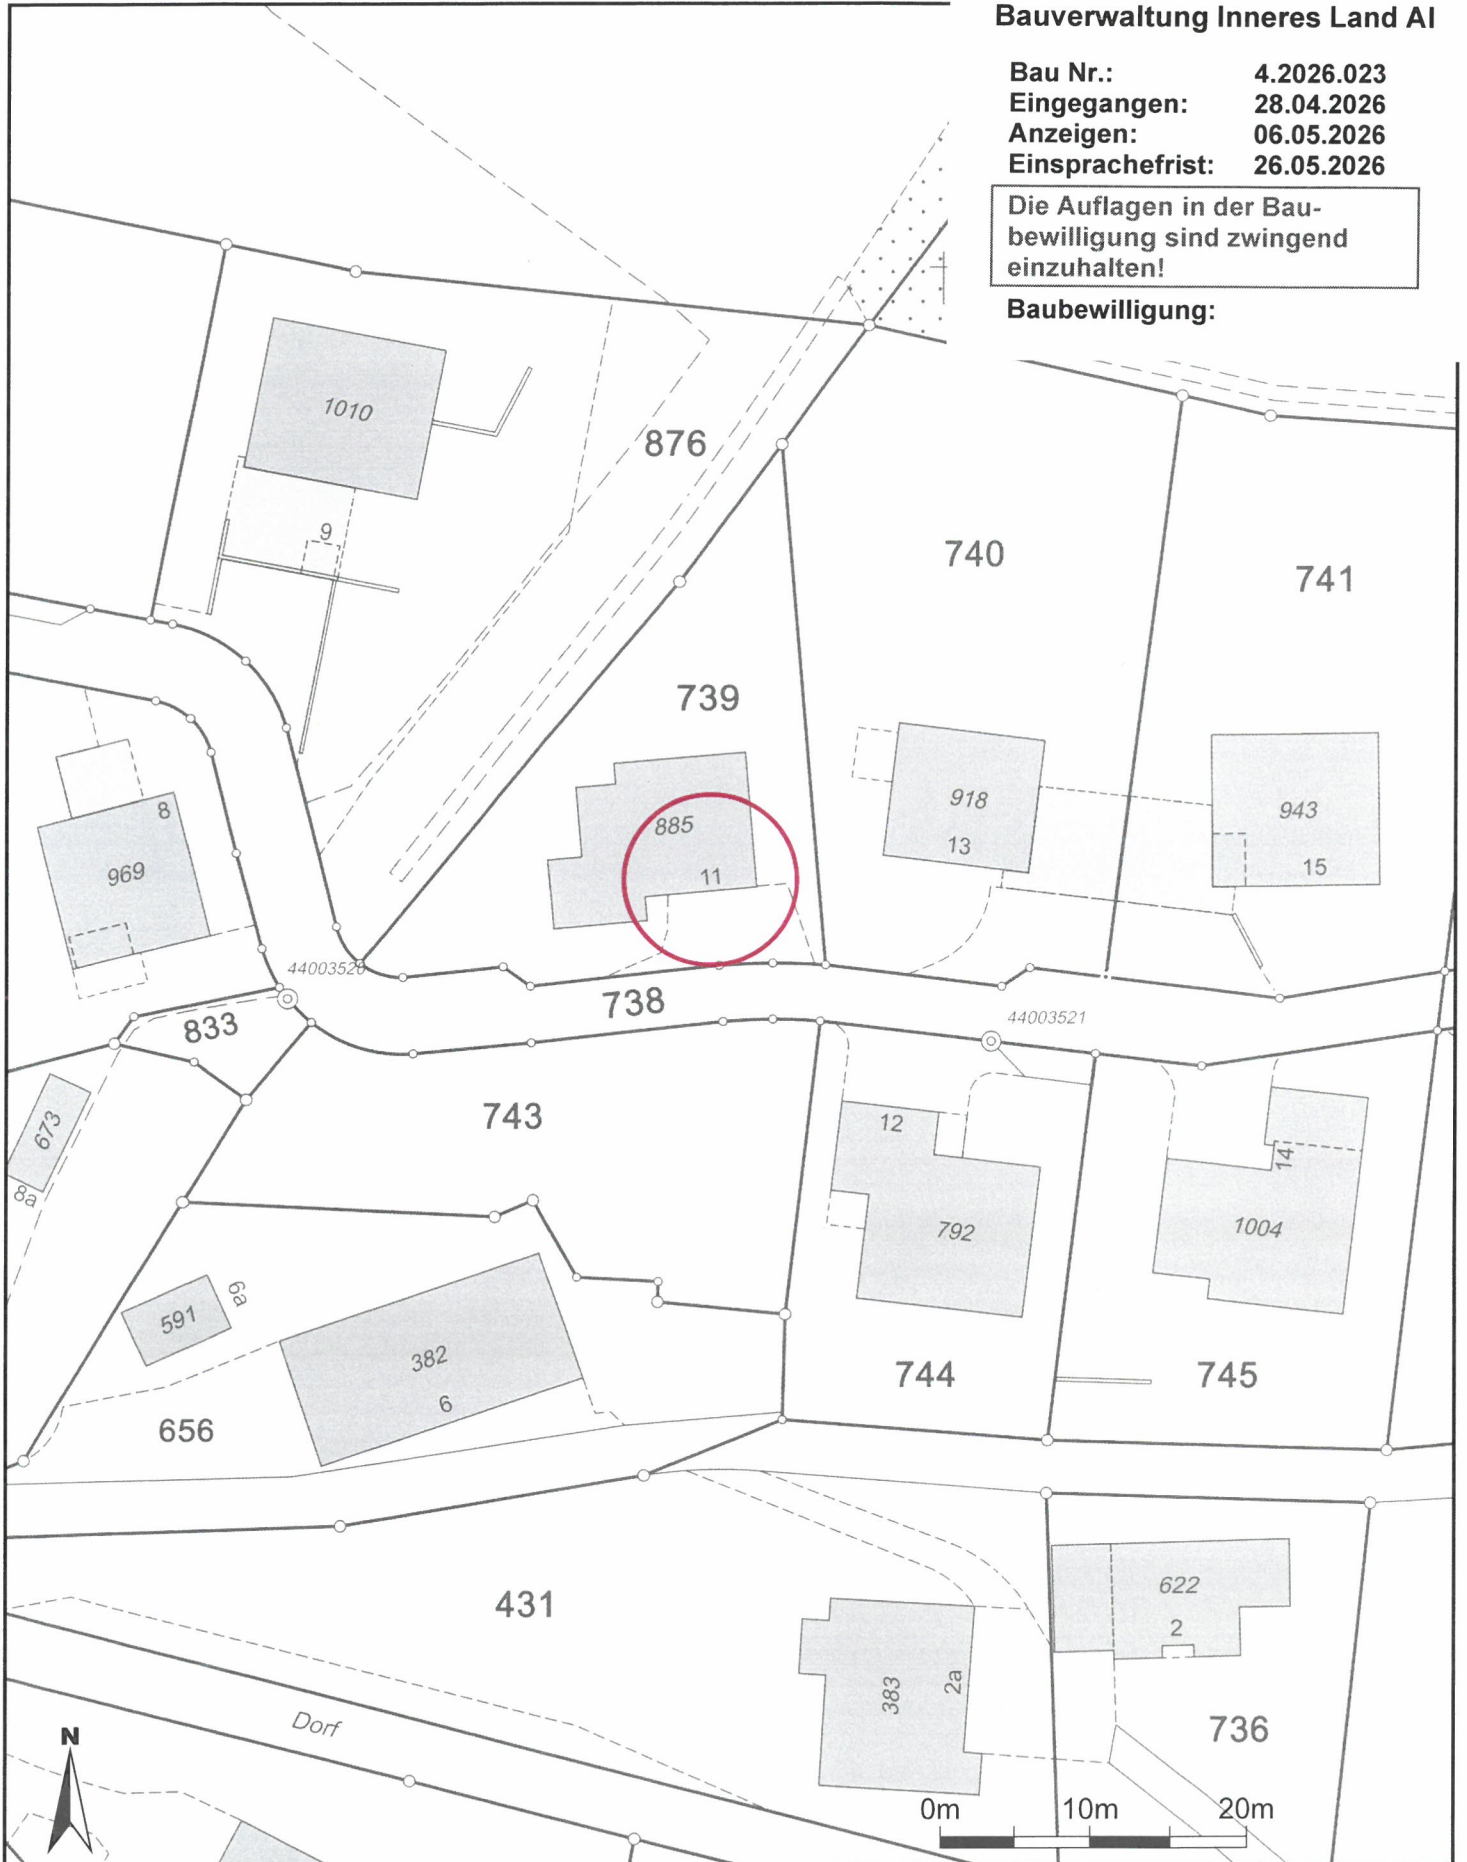 Bauverwaltung Inneres Land AI
Bau Nr.: 4.2026.023
Eingegangen: 28.04.2026
Anzeigen: 06.05.2026
Einsprachefrist: 26.05.2026
Die Auflagen in der Bau-
bewilligung sind zwingend
einzuhalten!
Baubewilligung:
1010
876
9
740
741
739
8
969
885
11
918
13
943
15
44003520
738
44003521
833
743
673
8a
12
792
14
1004
591
6a
382
6
656
744
745
431
622
2
383
2a
736
Dorf
N
0m 10m 20m